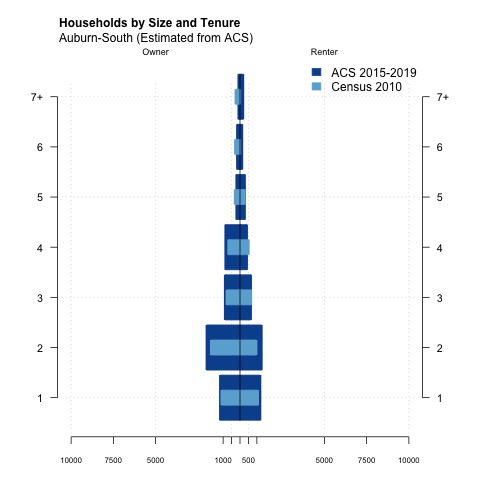 Households by Size and Tenure
Auburn-South (Estimated from ACS)
Owner Renter
ACS 2015-2019
Census 2010
7+ 7+
6 6
5 5
4 4
3 3
2 2
1 1
10000 7500 5000 1000 500 5000 7500 10000